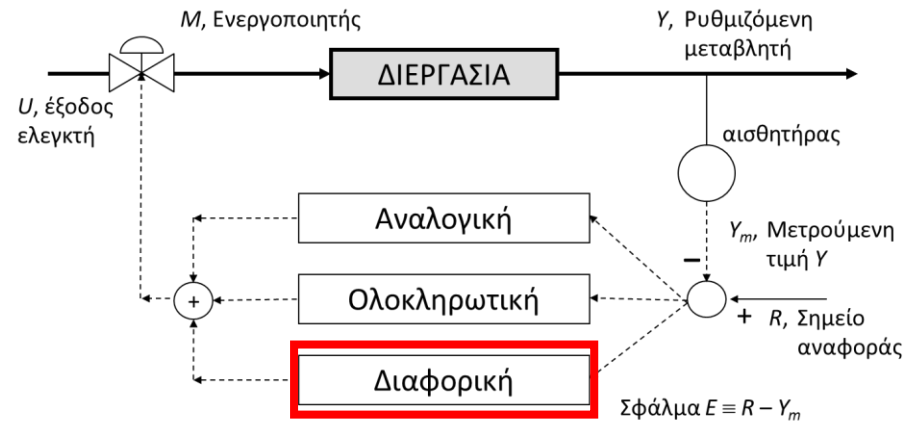 M, Ενεργοποιητής
Y, Ρυθμιζόμενη
μεταβλητή
ΔΙΕΡΓΑΣΙΑ
U, έξοδος
ελεγκτή
αισθητήρας
Αναλογική
Yₘ, Μετρούμενη
τιμή Y
−
+
Ολοκληρωτική
+ R, Σημείο
αναφοράς
Διαφορική
Σφάλμα E ≡ R – Yₘ